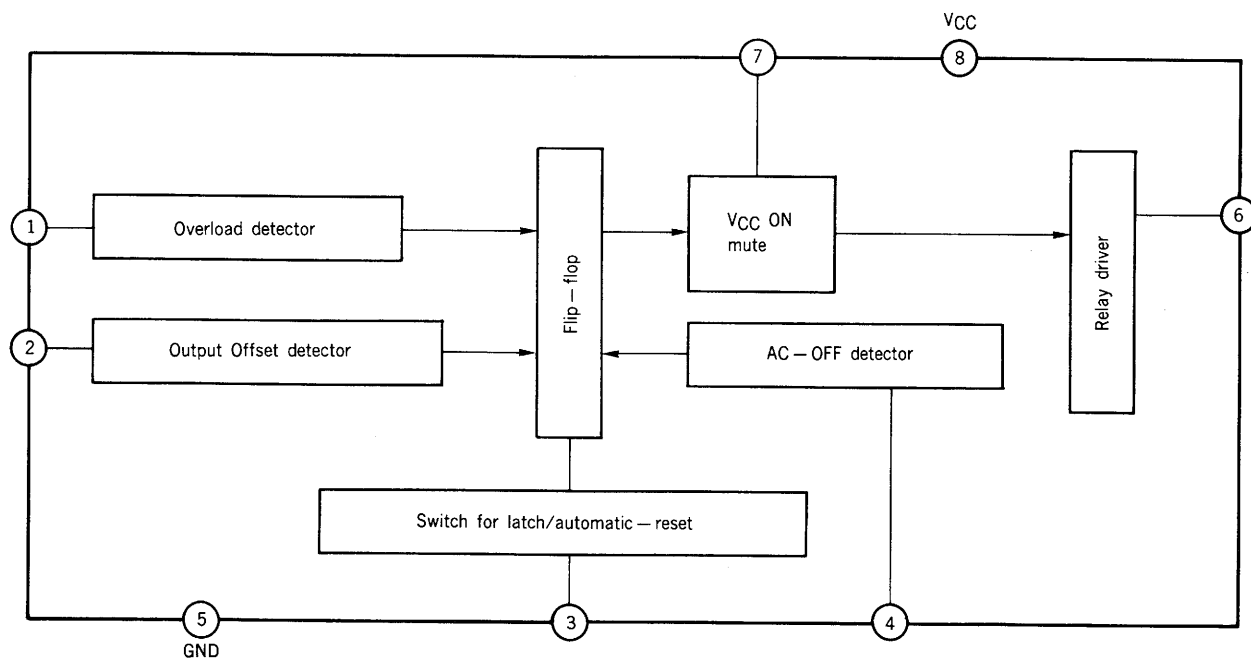 VCC
7
8
1
Overload detector
Flip-flop
VCC ON
mute
Relay driver
6
2
Output Offset detector
AC-OFF detector
Switch for latch/automatic-reset
5
GND
3
4